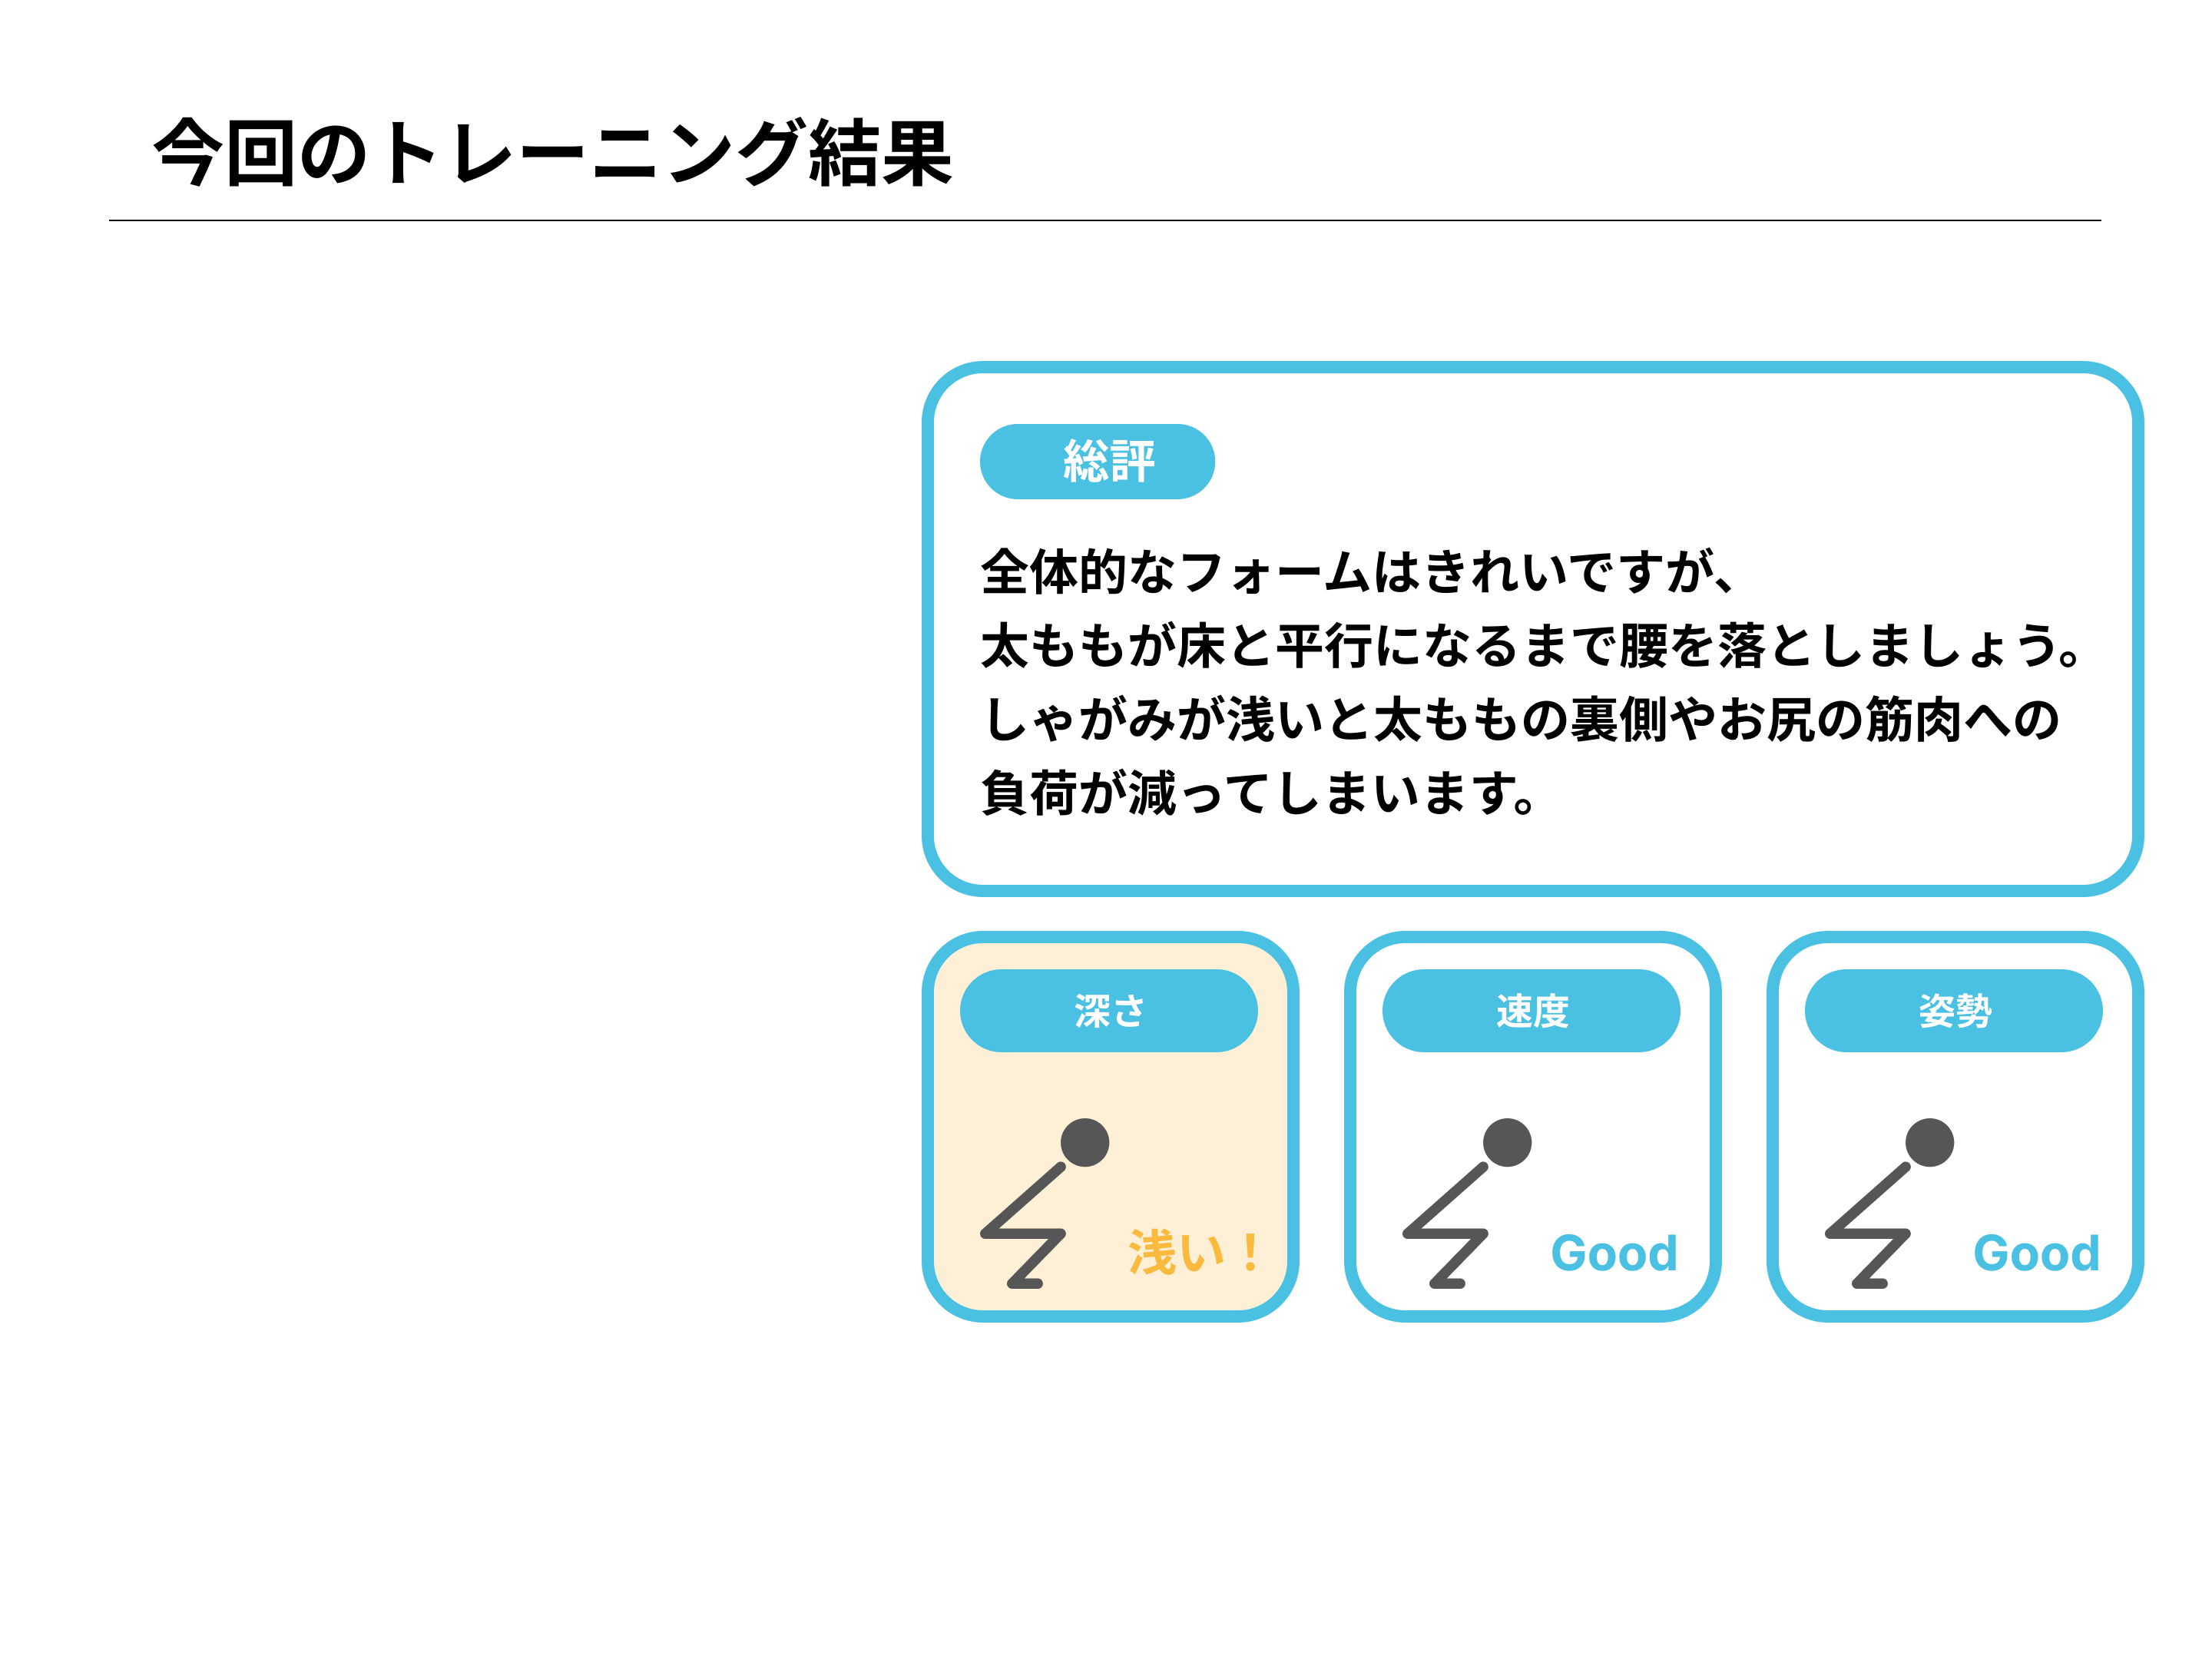 今回のトレーニング結果
総評
全体的なフォームはきれいですが、
太ももが床と平行になるまで腰を落としましょう。
しゃがみが浅いと太ももの裏側やお尻の筋肉への
負荷が減ってしまいます。
深さ
浅い！
速度
Good
姿勢
Good